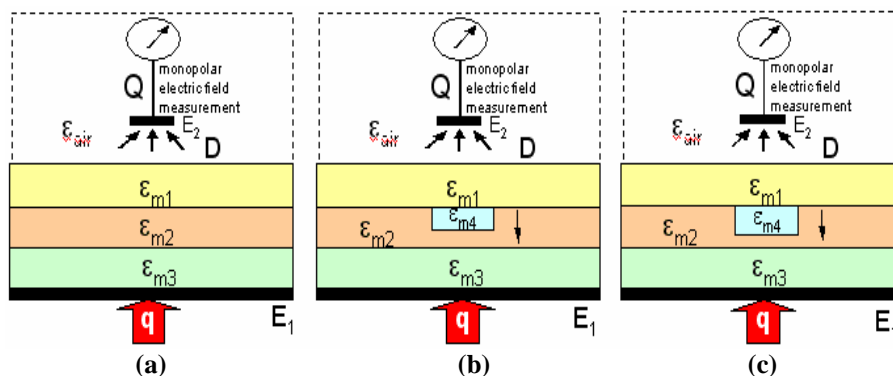 Q
monopolar
electric field
measurement
E2
εair
D
εm1
εm2
εm3
q
E1
(a)
Q
monopolar
electric field
measurement
E2
εair
D
εm1
εm4
εm2
εm3
q
E1
(b)
Q
monopolar
electric field
measurement
E2
εair
D
εm1
εm4
εm2
εm3
q
E
(c)